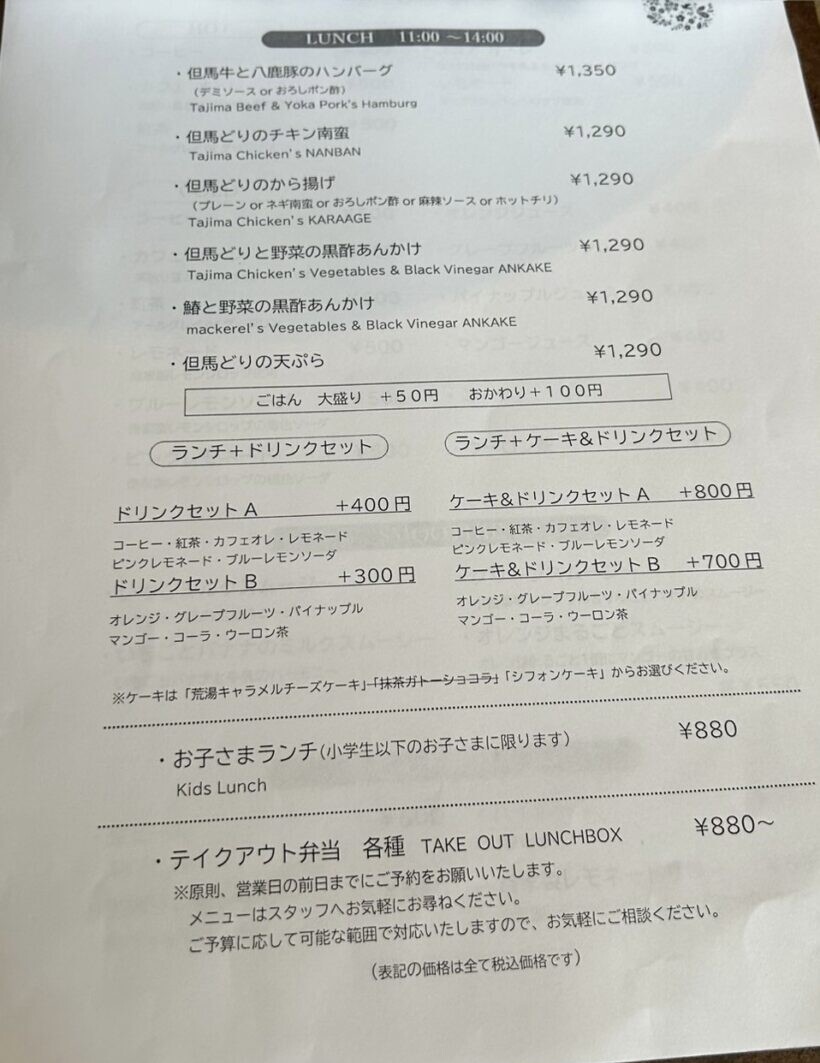 LUNCH 11:00 ～14:00
・但馬牛と八鹿豚のハンバーグ ¥1,350
（デミソース or おろしポン酢）
Tajima Beef & Yoka Pork's Hamburg
・但馬どりのチキン南蛮 ¥1,290
Tajima Chicken's NANBAN
・但馬どりのから揚げ ¥1,290
（プレーン or ネギ南蛮 or おろしポン酢 or 麻辣ソース or ホットチリ）
Tajima Chicken's KARAAGE
・但馬どりと野菜の黒酢あんかけ ¥1,290
Tajima Chicken's Vegetables & Black Vinegar ANKAKE
・鰆と野菜の黒酢あんかけ ¥1,290
mackerel's Vegetables & Black Vinegar ANKAKE
・但馬どりの天ぷら ¥1,290
ごはん 大盛り ＋５０円 おかわり＋１００円
ランチ＋ドリンクセット
ランチ＋ケーキ&ドリンクセット
ドリンクセット A ＋400円
コーヒー・紅茶・カフェオレ・レモネード
ピンクレモネード・ブルーレモンソーダ
ドリンクセット B ＋300円
オレンジ・グレープフルーツ・パイナップル
マンゴー・コーラ・ウーロン茶
ケーキ&ドリンクセット A ＋800円
コーヒー・紅茶・カフェオレ・レモネード
ピンクレモネード・ブルーレモンソーダ
ケーキ&ドリンクセット B ＋700円
オレンジ・グレープフルーツ・パイナップル
マンゴー・コーラ・ウーロン茶
※ケーキは「荒湯キャラメルチーズケーキ」「抹茶ガトーショコラ」「シフォンケーキ」からお選びください。
・お子さまランチ（小学生以下のお子さまに限ります） ¥880
Kids Lunch
・テイクアウト弁当 各種 TAKE OUT LUNCHBOX ¥880～
※原則、営業日の前日までにご予約をお願いいたします。
メニューはスタッフへお気軽にお尋ねください。
ご予算に応じて可能な範囲で対応いたしますので、お気軽にご相談ください。
（表記の価格は全て税込価格です）